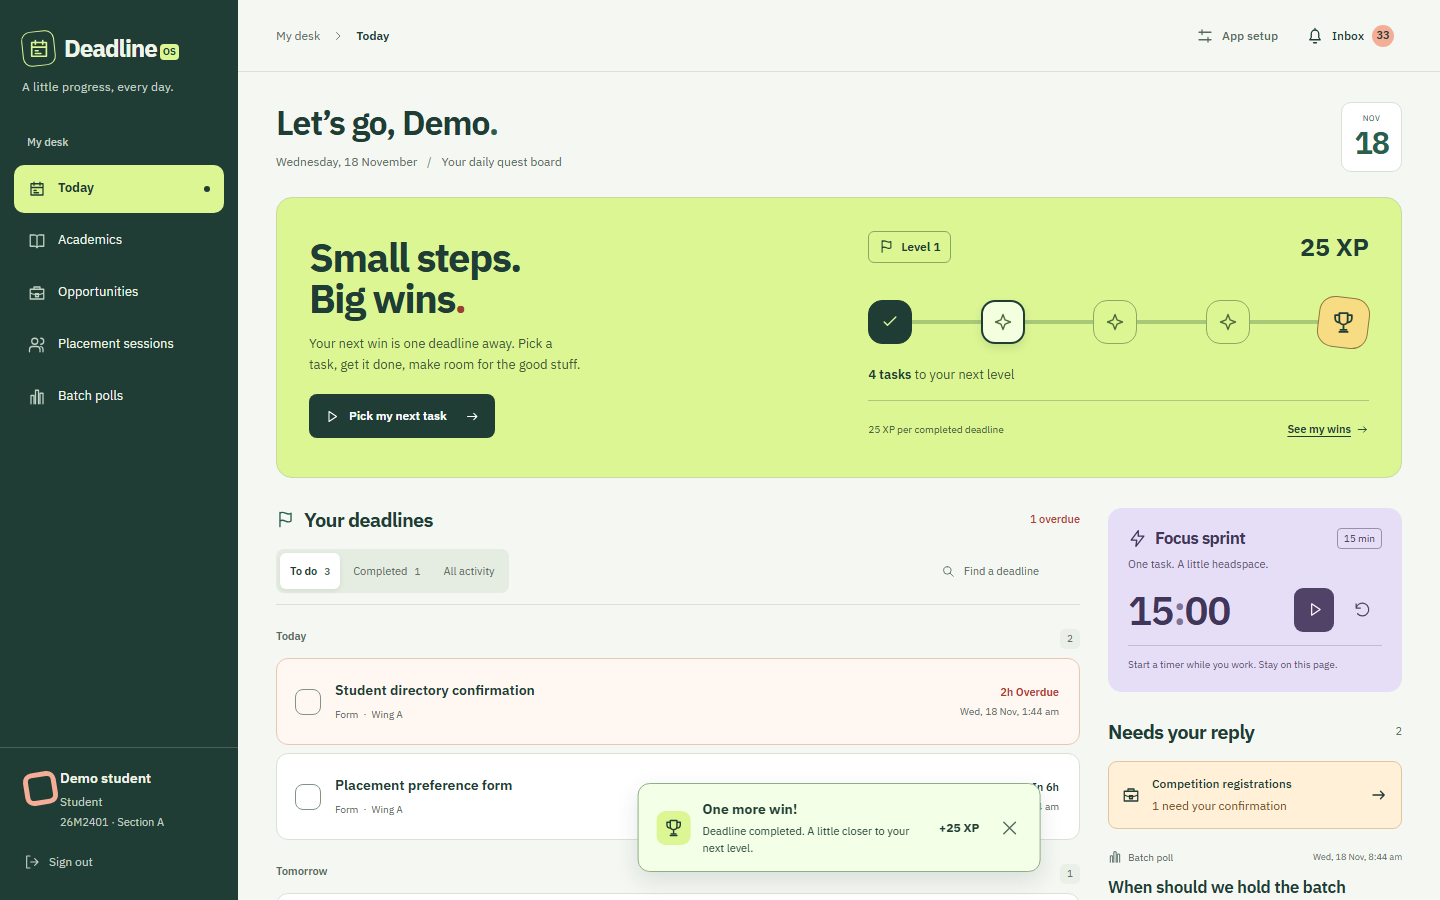 Deadline OS
A little progress, every day.
My desk
Today
Academics
Opportunities
Placement sessions
Batch polls
Demo student
Student
26M2401 · Section A
Sign out
My desk > Today
App setup
Inbox 33
Let's go, Demo.
Wednesday, 18 November / Your daily quest board
NOV
18
Small steps.
Big wins.
Your next win is one deadline away. Pick a
task, get it done, make room for the good stuff.
Pick my next task
Level 1
25 XP
4 tasks to your next level
25 XP per completed deadline
See my wins
Your deadlines
1 overdue
To do 3
Completed 1
All activity
Find a deadline
Today
2
Student directory confirmation
Form · Wing A
2h Overdue
Wed, 18 Nov, 1:44 am
Placement preference form
Form · Wing A
In 6h
am
One more win!
Deadline completed. A little closer to your
next level.
+25 XP
Tomorrow
1
Focus sprint
15 min
One task. A little headspace.
15:00
Start a timer while you work. Stay on this page.
Needs your reply
2
Competition registrations
1 need your confirmation
Batch poll
Wed, 18 Nov, 8:44 am
When should we hold the batch